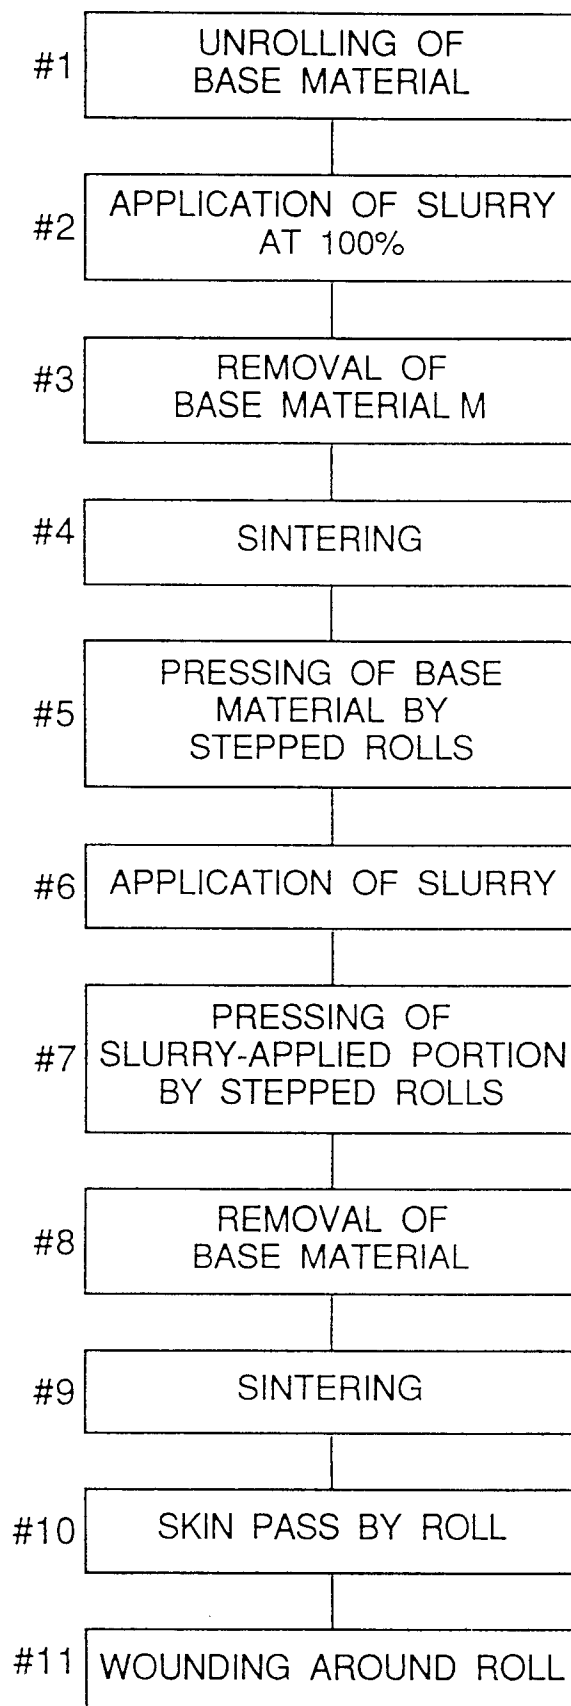 #1
UNROLLING OF
BASE MATERIAL
#2
APPLICATION OF SLURRY
AT 100%
#3
REMOVAL OF
BASE MATERIAL M
#4
SINTERING
#5
PRESSING OF BASE
MATERIAL BY
STEPPED ROLLS
#6
APPLICATION OF SLURRY
#7
PRESSING OF
SLURRY-APPLIED PORTION
BY STEPPED ROLLS
#8
REMOVAL OF
BASE MATERIAL
#9
SINTERING
#10
SKIN PASS BY ROLL
#11
WOUNDING AROUND ROLL